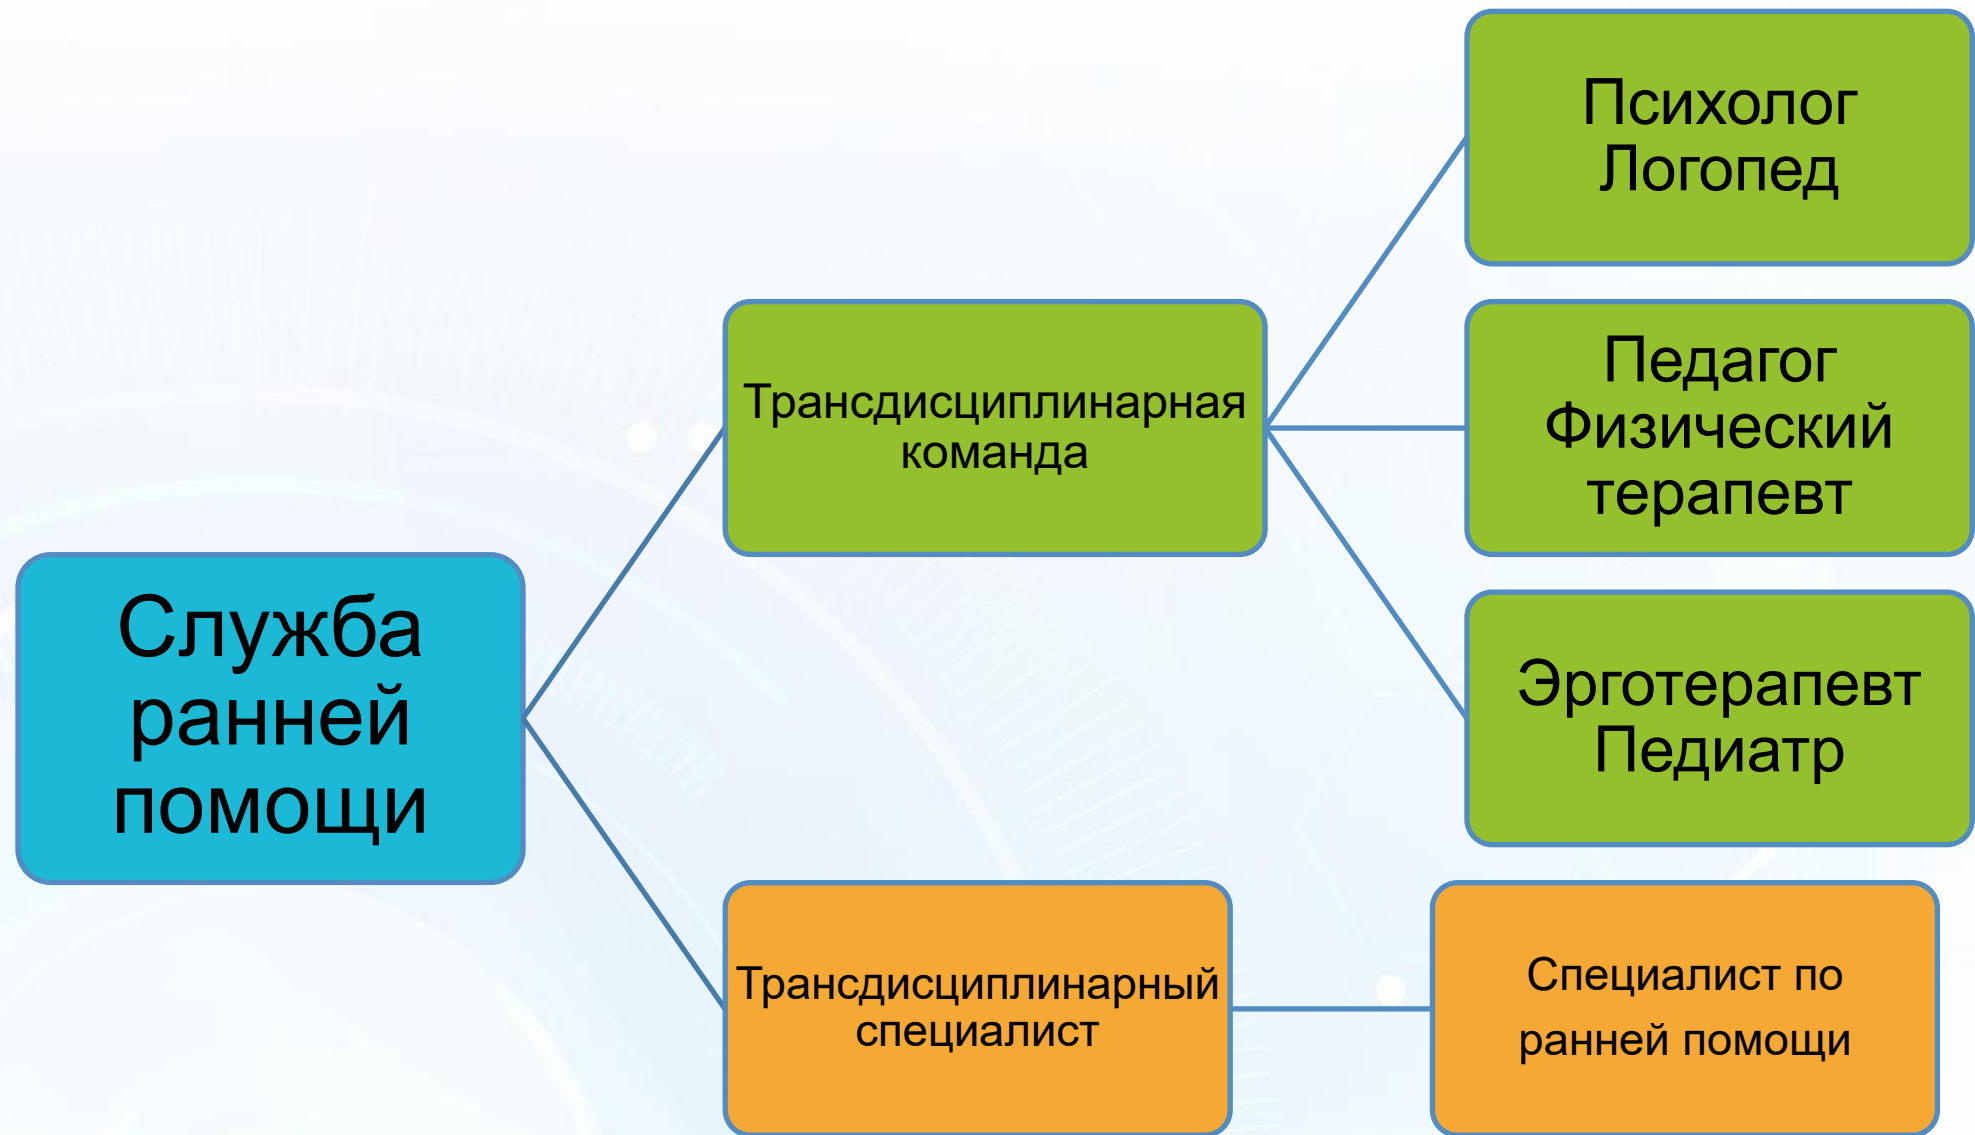 Служба
ранней
помощи
Трансдисциплинарная
команда
Психолог
Логопед
Педагог
Физический
терапевт
Эрготерапевт
Педиатр
Трансдисциплинарный
специалист
Специалист по
ранней помощи